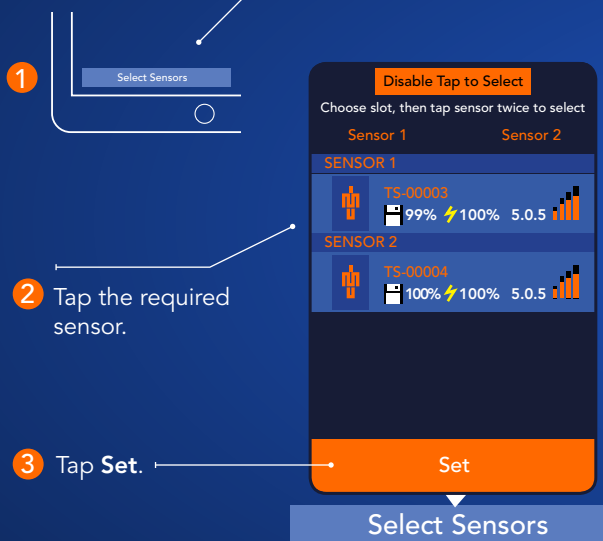 1
Select Sensors
Disable Tap to Select
Choose slot, then tap sensor twice to select
Sensor 1 Sensor 2
SENSOR 1
TS-00003
99% 100% 5.0.5
SENSOR 2
TS-00004
100% 100% 5.0.5
2 Tap the required
sensor.
3 Tap Set.
Set
Select Sensors